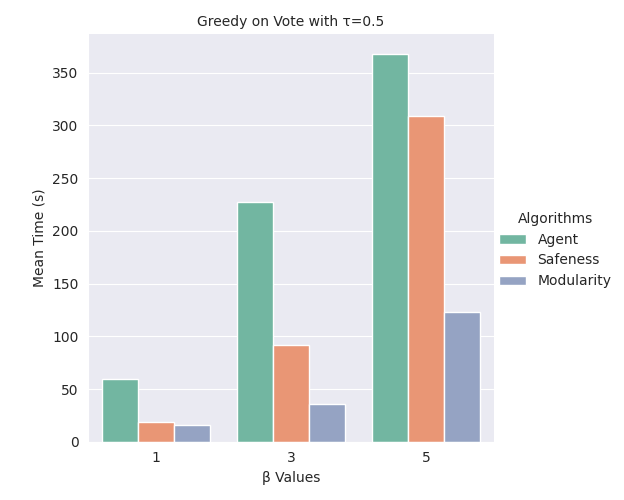 Greedy on Vote with τ=0.5
Mean Time (s)
350
300
250
200
150
100
50
0
1 3 5
β Values
Algorithms
Agent
Safeness
Modularity